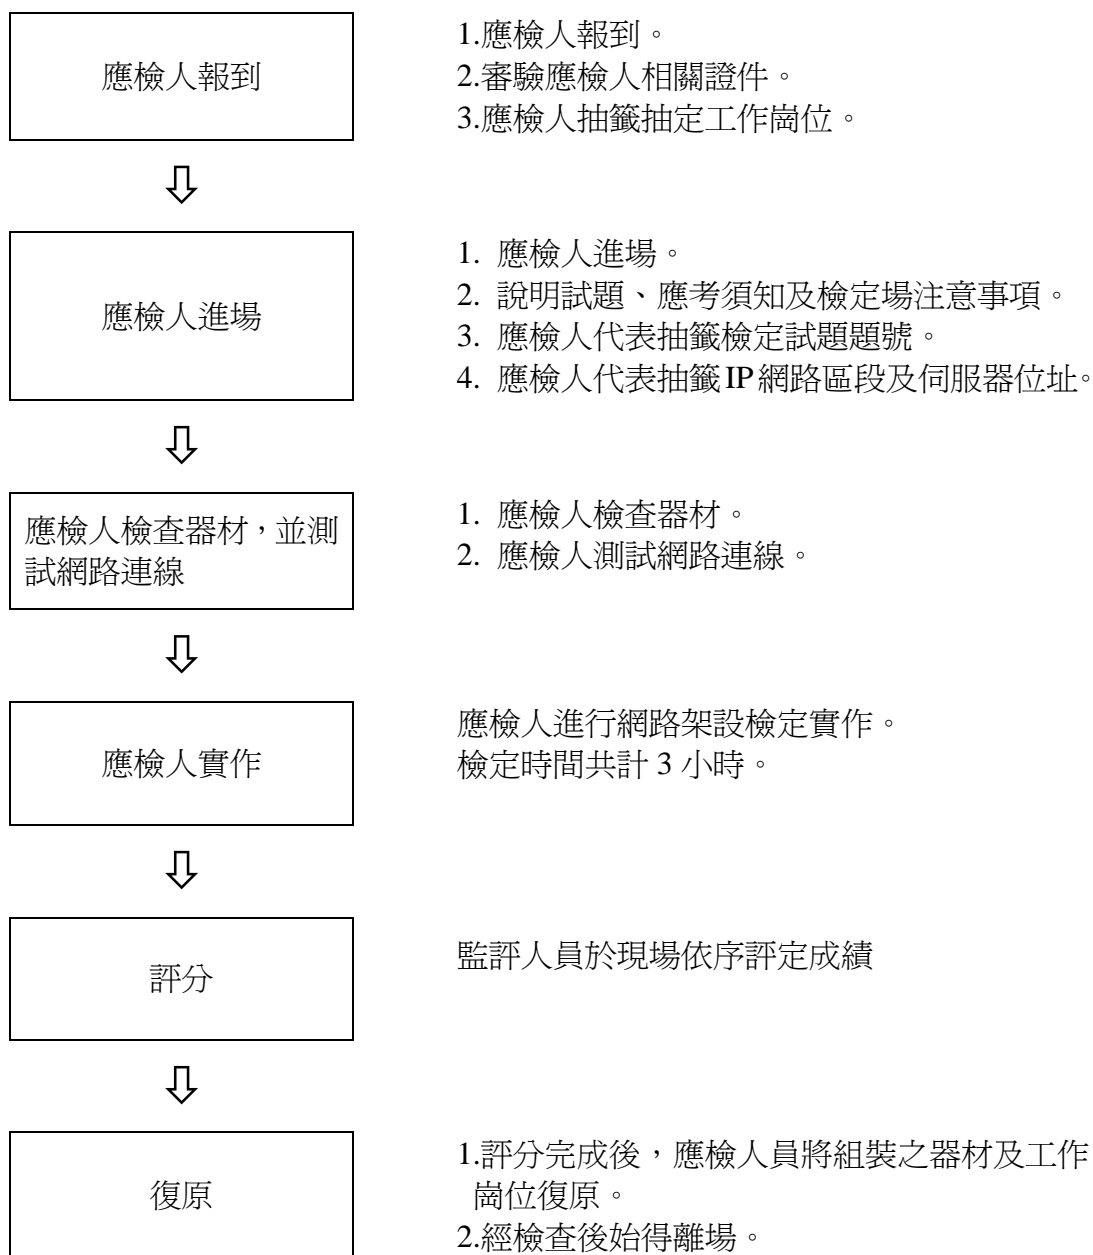 應檢人報到
1.應檢人報到。
2.審驗應檢人相關證件。
3.應檢人抽籤抽定工作崗位。
應檢人進場
1. 應檢人進場。
2. 說明試題、應考須知及檢定場注意事項。
3. 應檢人代表抽籤檢定試題題號。
4. 應檢人代表抽籤 IP 網路區段及伺服器位址。
應檢人檢查器材，並測
試網路連線
1. 應檢人檢查器材。
2. 應檢人測試網路連線。
應檢人實作
應檢人進行網路架設檢定實作。
檢定時間共計 3 小時。
評分
監評人員於現場依序評定成績
復原
1.評分完成後，應檢人員將組裝之器材及工作
崗位復原。
2.經檢查後始得離場。